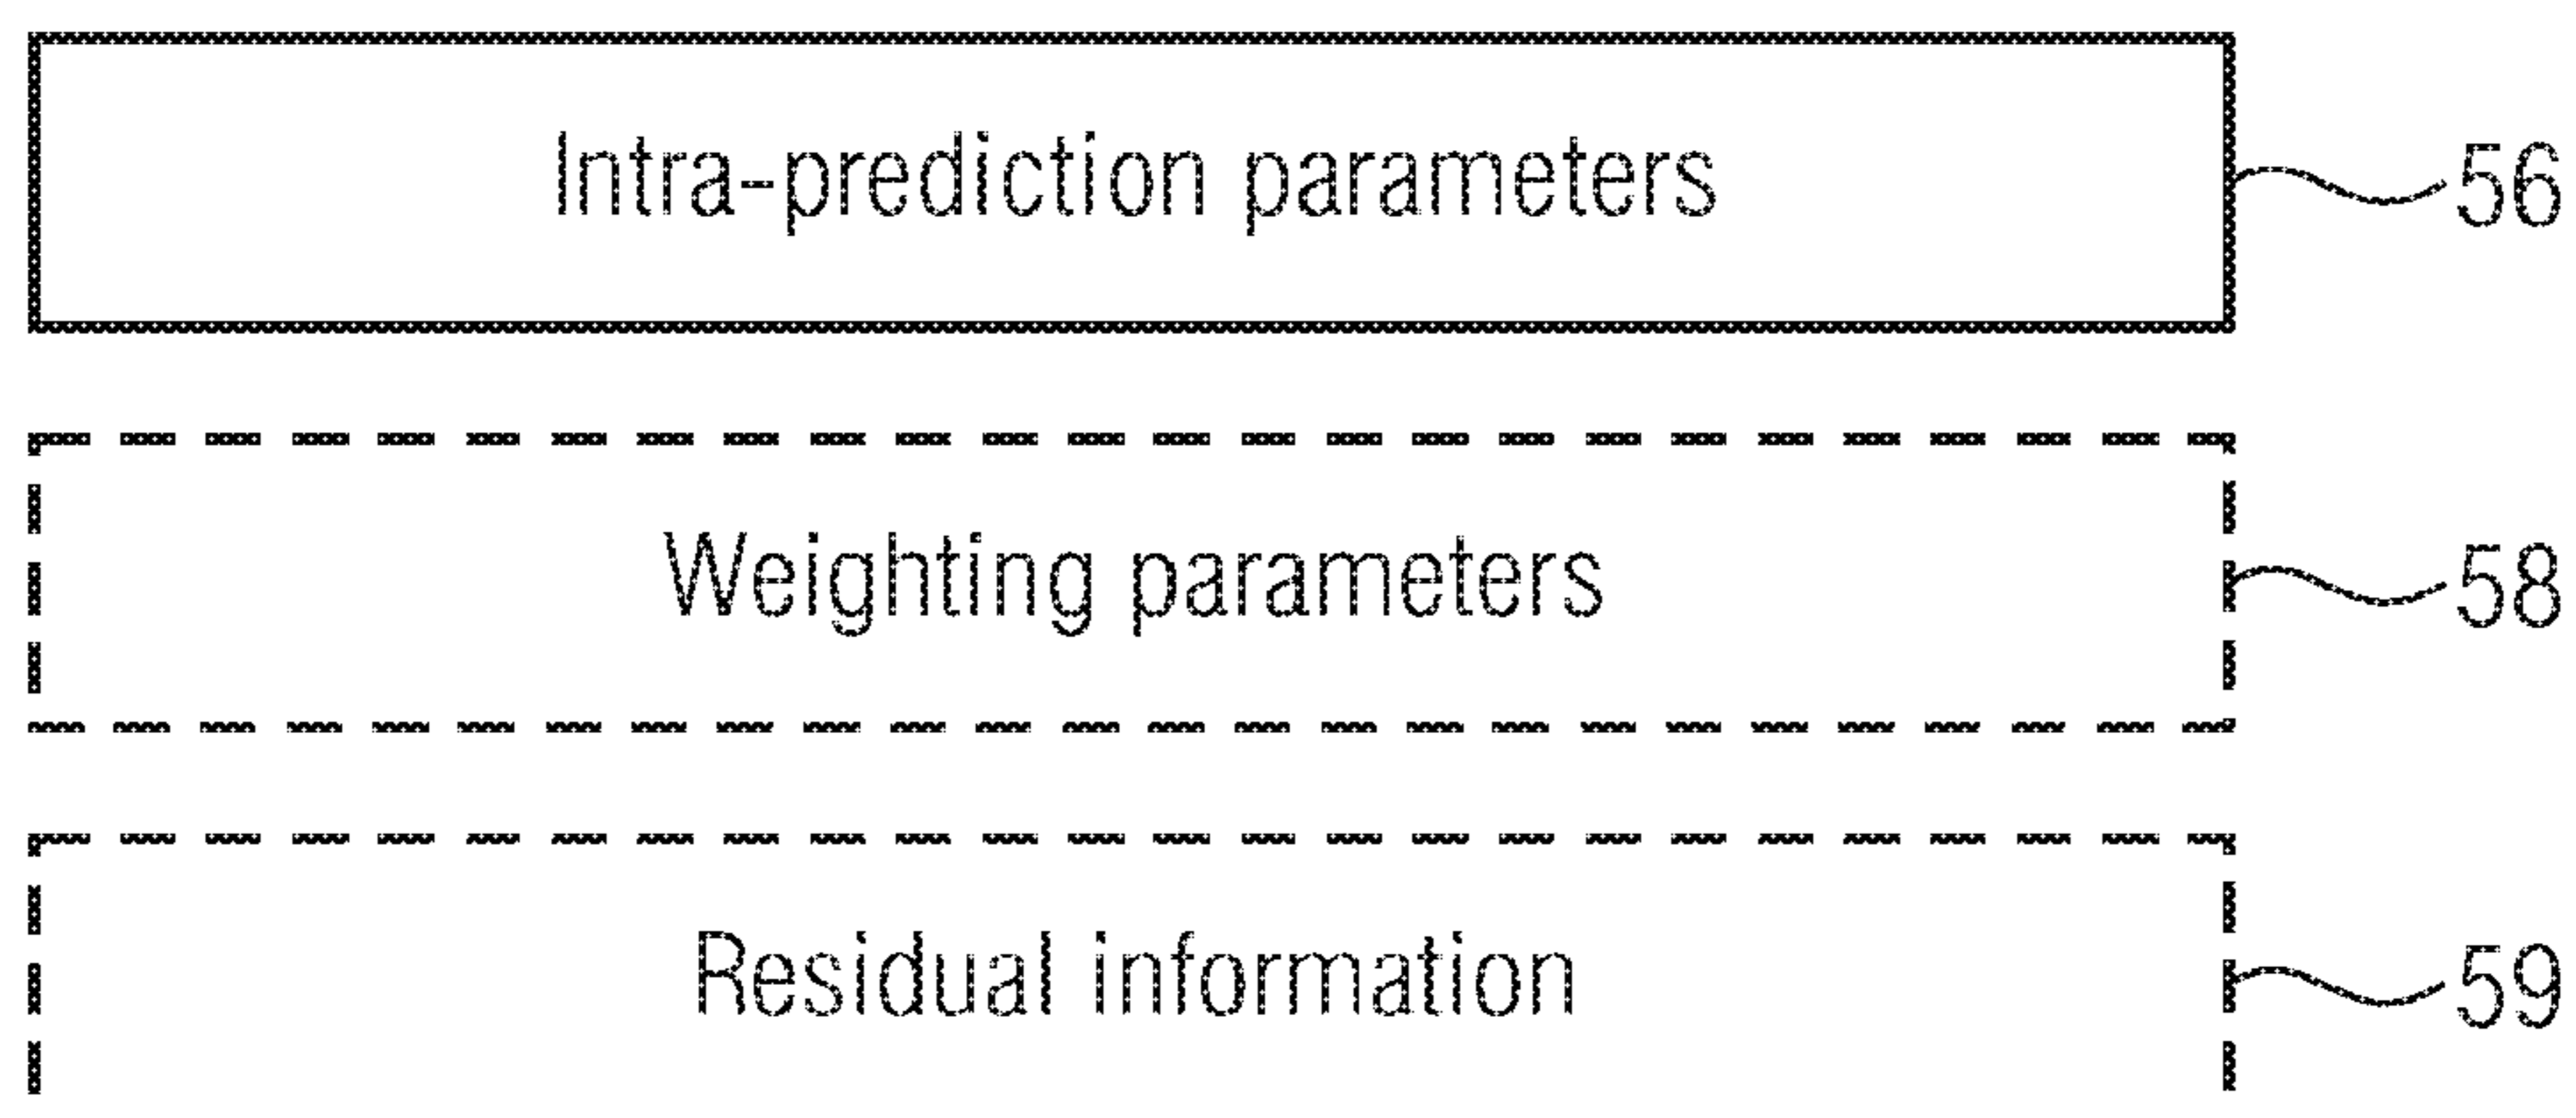 Intra-prediction parameters 56
Weighting parameters 58
Residual information 59